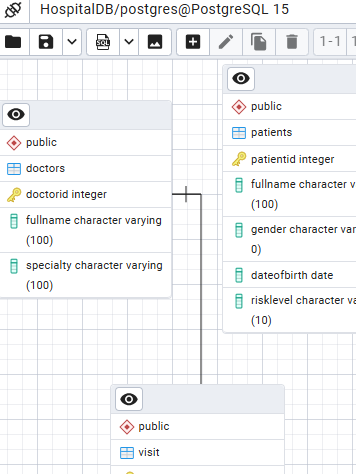 HospitalDB/postgres@PostgreSQL 15
SQL
1-1
public
doctors
doctorid integer
fullname character varying
(100)
specialty character varying
(100)
public
patients
patientid integer
fullname character v
(100)
gender character var
0)
dateofbirth date
risklevel character va
(10)
public
visit